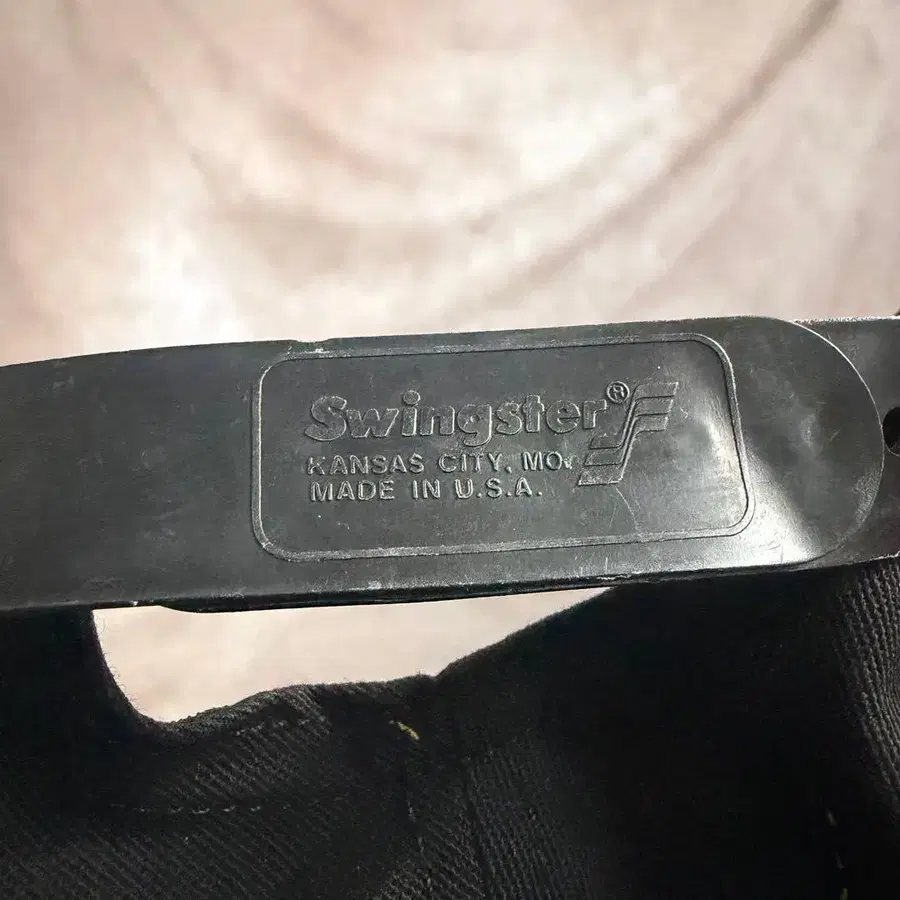 Swingster®
KANSAS CITY, MO.
MADE IN U.S.A.